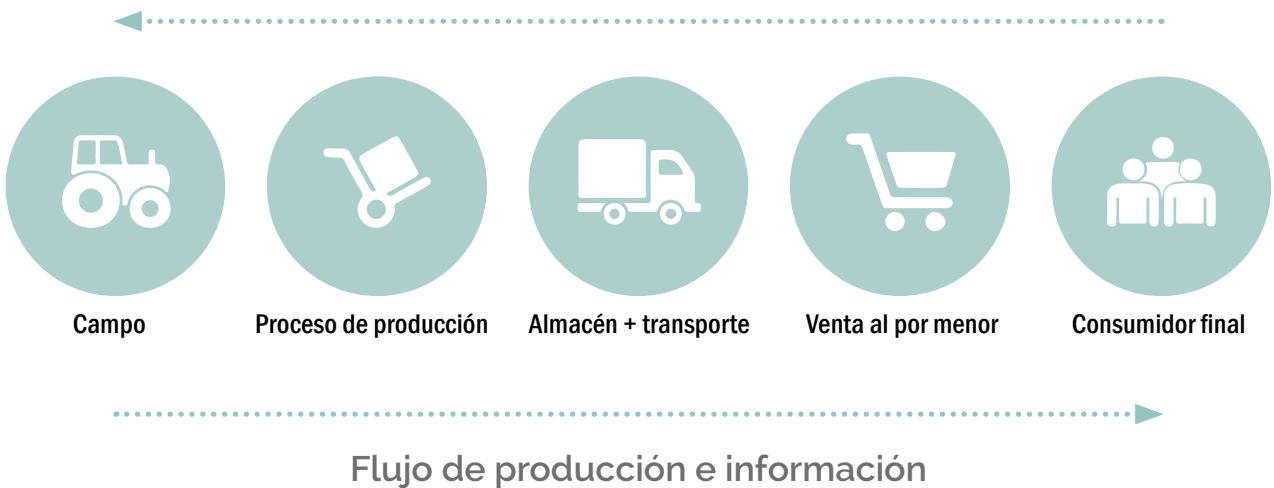 Campo
Proceso de producción
Almacén + transporte
Venta al por menor
Consumidor final
Flujo de producción e información